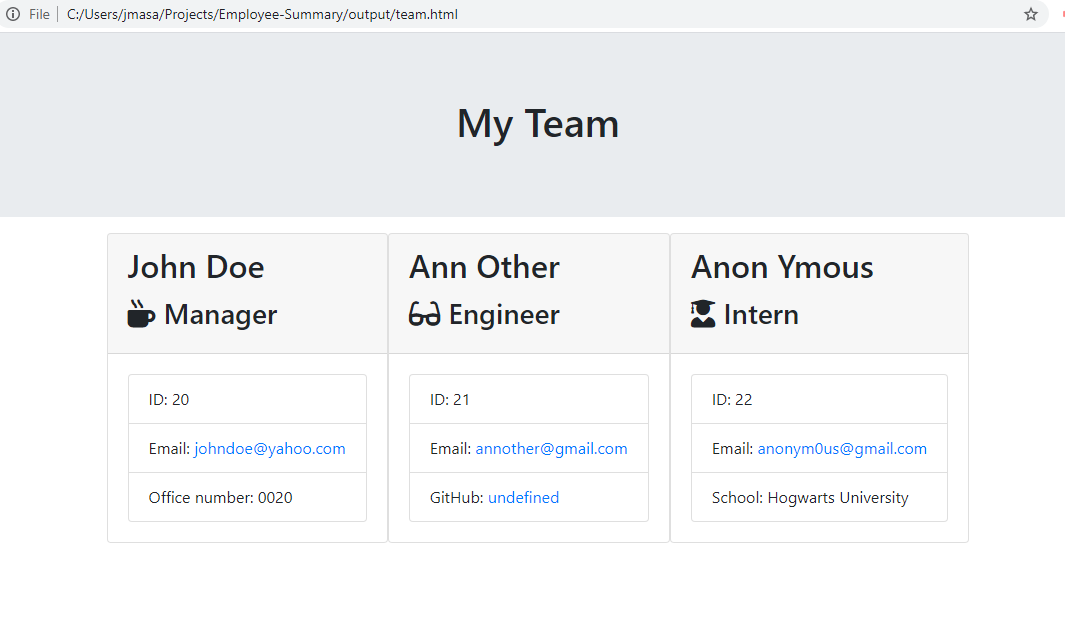 File C:/Users/jmasa/Projects/Employee-Summary/output/team.html
My Team
John Doe
Manager
ID: 20
Email: johndoe@yahoo.com
Office number: 0020
Ann Other
Engineer
ID: 21
Email: annother@gmail.com
GitHub: undefined
Anon Ymous
Intern
ID: 22
Email: anonym0us@gmail.com
School: Hogwarts University